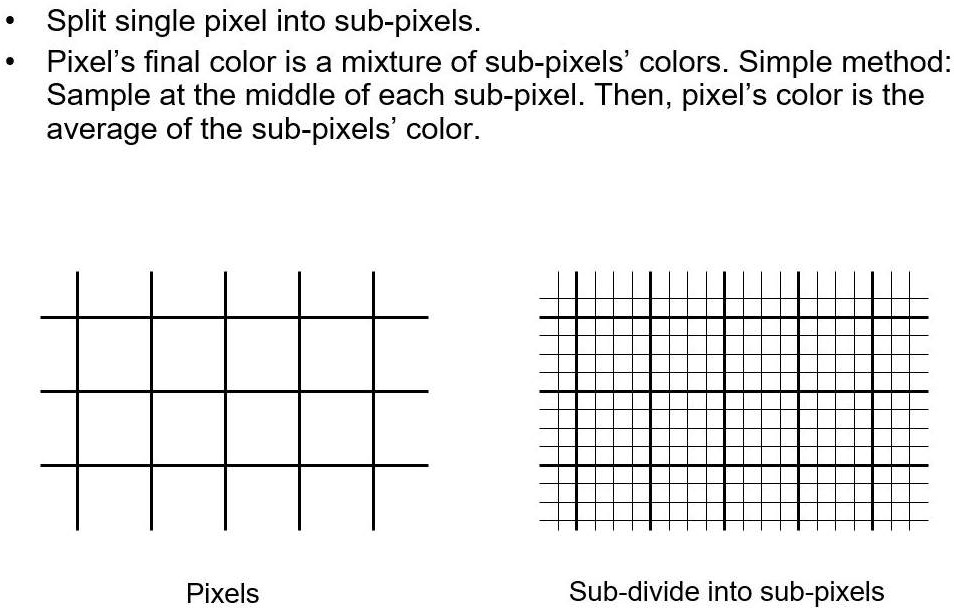 • Split single pixel into sub-pixels.
• Pixel’s final color is a mixture of sub-pixels’ colors. Simple method:
Sample at the middle of each sub-pixel. Then, pixel’s color is the
average of the sub-pixels’ color.
Pixels
Sub-divide into sub-pixels